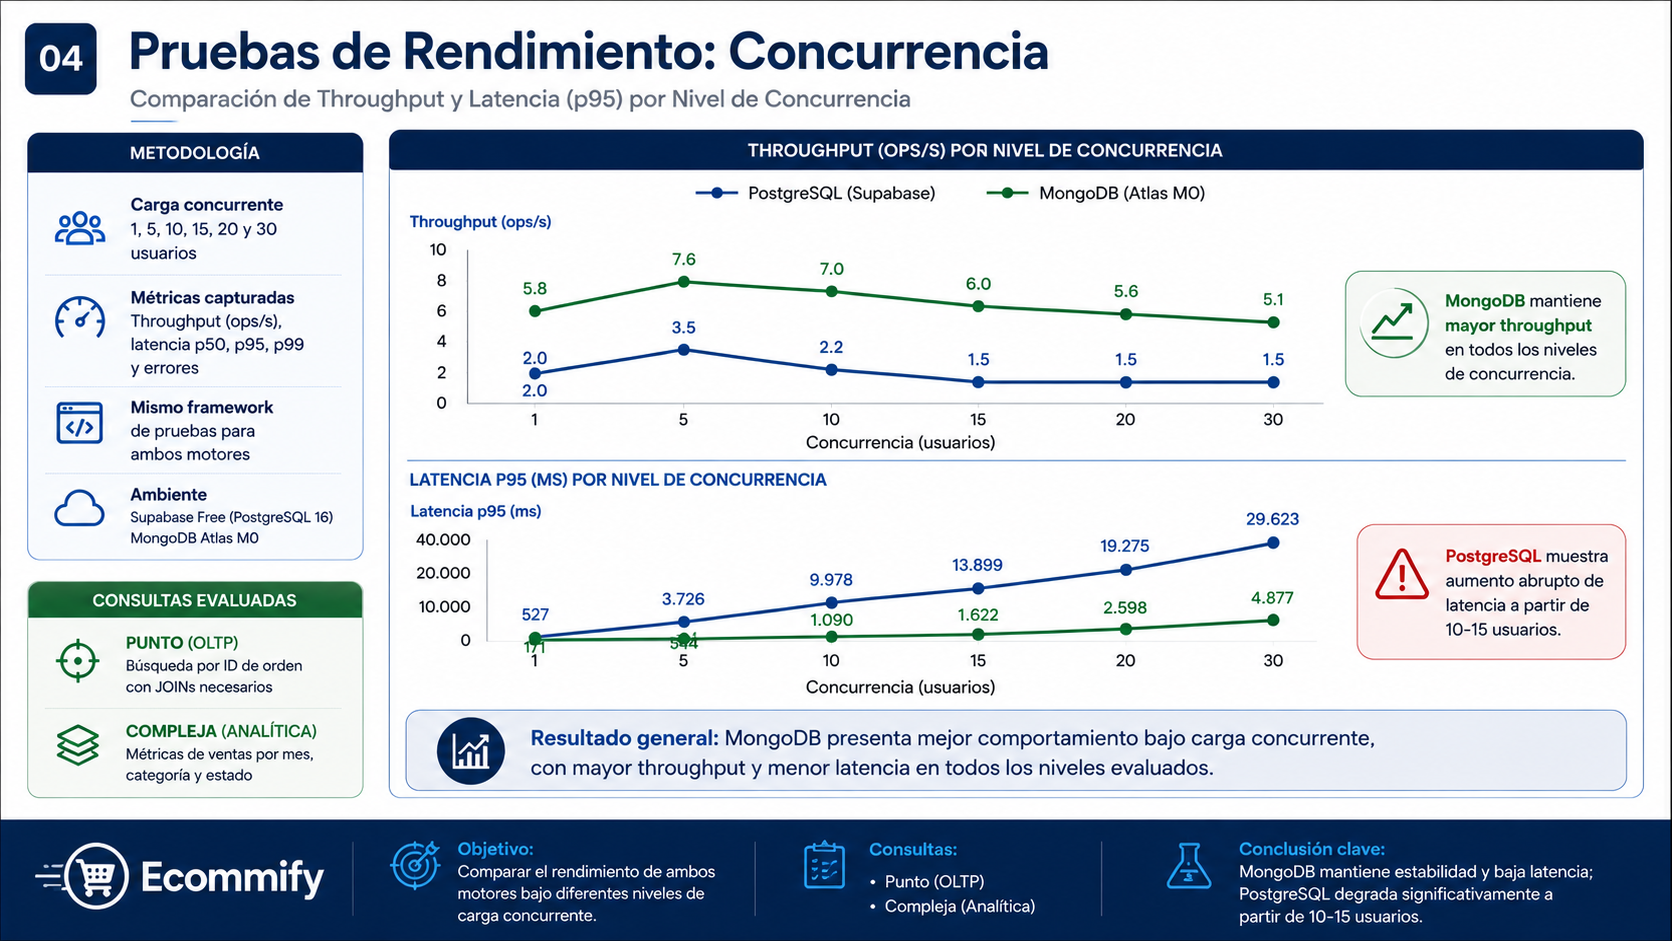 04
Pruebas de Rendimiento: Concurrencia
Comparación de Throughput y Latencia (p95) por Nivel de Concurrencia
METODOLOGÍA
Carga concurrente
1, 5, 10, 15, 20 y 30
usuarios
Métricas capturadas
Throughput (ops/s),
latencia p50, p95, p99
y errores
Mismo framework
de pruebas para
ambos motores
Ambiente
Supabase Free (PostgreSQL 16)
MongoDB Atlas M0
CONSULTAS EVALUADAS
PUNTO (OLTP)
Búsqueda por ID de orden
con JOINs necesarios
COMPLEJA (ANALÍTICA)
Métricas de ventas por mes,
categoría y estado
THROUGHPUT (OPS/S) POR NIVEL DE CONCURRENCIA
PostgreSQL (Supabase) MongoDB (Atlas M0)
Throughput (ops/s)
10
8
6
4
2
0
5.8 7.6 7.0 6.0 5.6 5.1
2.0 3.5 2.2 1.5 1.5 1.5
2.0
1 5 10 15 20 30
Concurrencia (usuarios)
MongoDB mantiene
mayor throughput
en todos los niveles
de concurrencia.
LATENCIA P95 (MS) POR NIVEL DE CONCURRENCIA
Latencia p95 (ms)
40.000
20.000
10.000
0
527 3.726 9.978 13.899 19.275 29.623
171 544 1.090 1.622 2.598 4.877
1 5 10 15 20 30
Concurrencia (usuarios)
PostgreSQL muestra
aumento abrupto de
latencia a partir de
10-15 usuarios.
Resultado general: MongoDB presenta mejor comportamiento bajo carga concurrente,
con mayor throughput y menor latencia en todos los niveles evaluados.
Ecommify
Objetivo:
Comparar el rendimiento de ambos
motores bajo diferentes niveles de
carga concurrente.
Consultas:
• Punto (OLTP)
• Compleja (Analítica)
Conclusión clave:
MongoDB mantiene estabilidad y baja latencia;
PostgreSQL degrada significativamente a
partir de 10-15 usuarios.